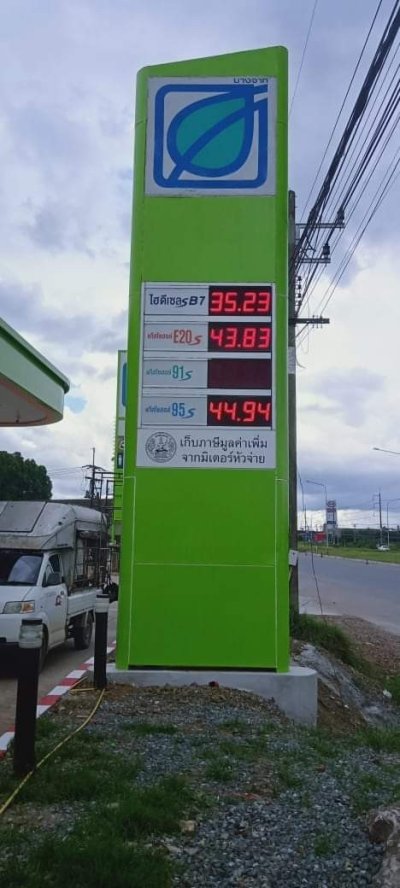 บางจาก
ไฮดีเซล S B7 35.23
แก๊สโซฮอล์ E20 S 43.83
แก๊สโซฮอล์ 91 S
แก๊สโซฮอล์ 95 S 44.94
เก็บภาษีมูลค่าเพิ่ม
จากมิเตอร์หัวจ่าย